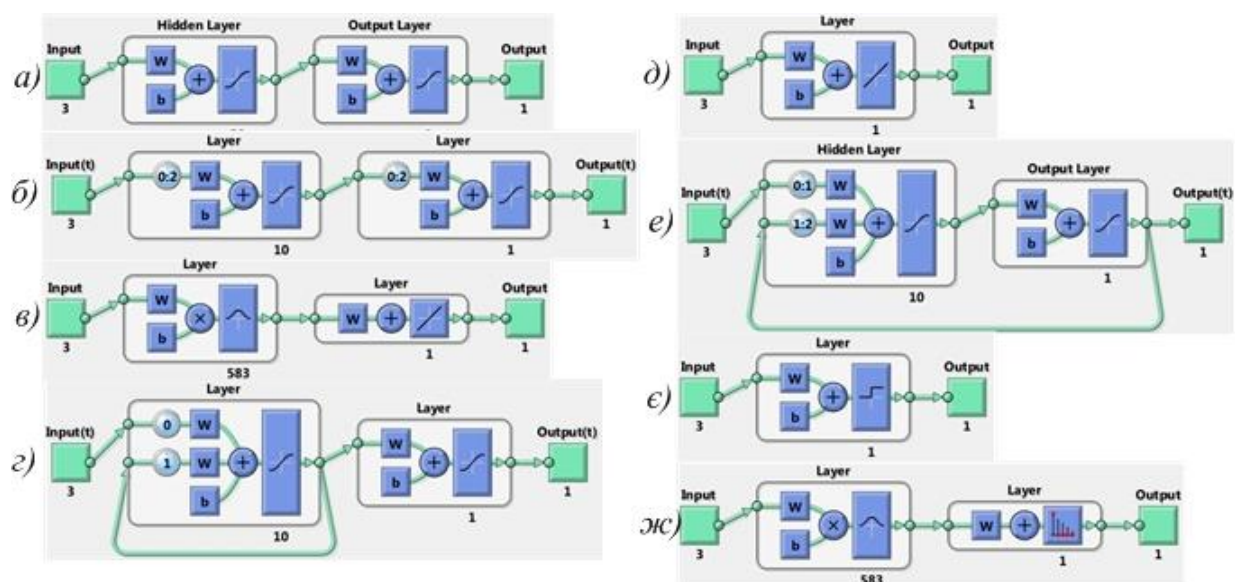 а)
Input
3
Hidden Layer
W
b
+
Output Layer
W
b
+
Output
1
б)
Input(t)
3
Layer
0:2
W
b
+
10
Layer
0:2
W
b
+
1
Output(t)
1
в)
Input
3
Layer
W
b
×
583
Layer
W
+
1
Output
1
г)
Input(t)
3
Layer
0
W
1
W
b
+
10
Layer
W
b
+
1
Output(t)
1
д)
Input
3
Layer
W
b
+
1
Output
1
е)
Input(t)
3
Hidden Layer
0:1
W
1:2
W
b
+
10
Output Layer
W
b
+
1
Output(t)
1
є)
Input
3
Layer
W
b
+
1
Output
1
ж)
Input
3
Layer
W
b
×
583
Layer
W
+
1
Output
1